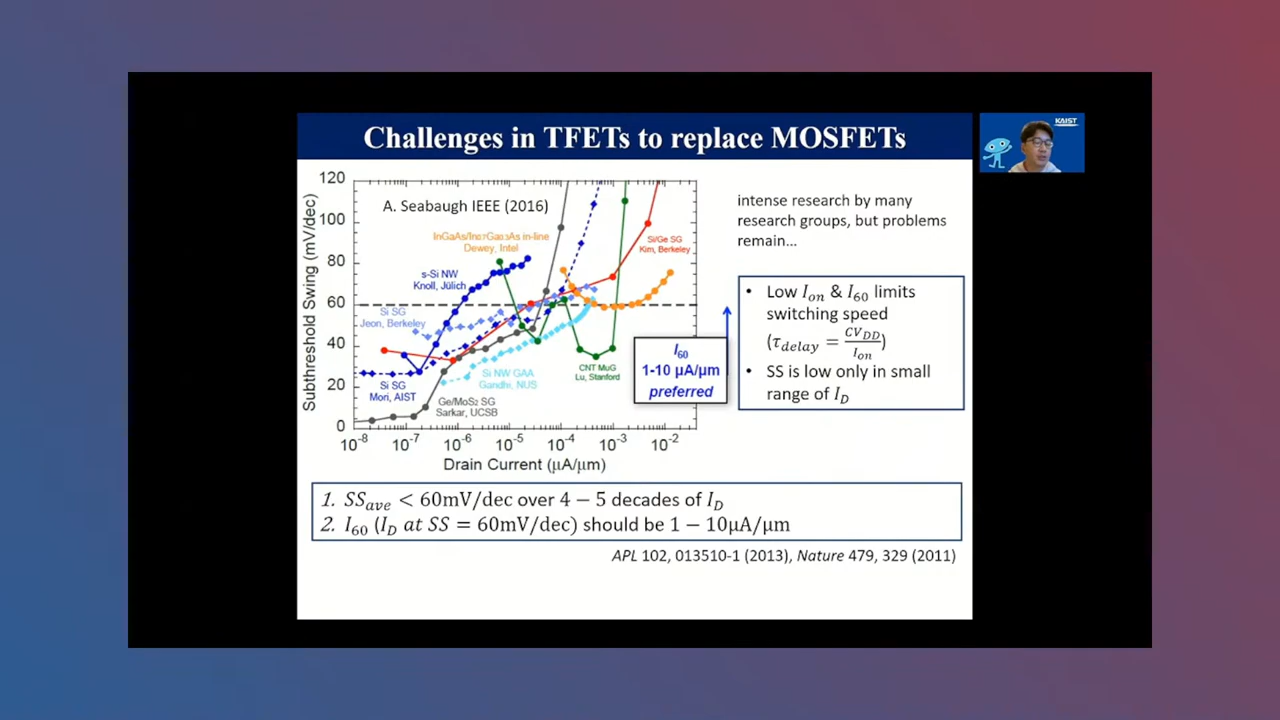 Challenges in TFETs to replace MOSFETs
KAIST
120
100
80
60
40
20
0
Subthreshold Swing (mV/dec)
A. Seabaugh IEEE (2016)
InGaAs/In0.7Ga0.3As in-line
Dewey, Intel
Si/Ge SG
Kim, Berkeley
s-Si NW
Knoll, Jülich
Si SG
Jeon, Berkeley
Si SG
Mori, AIST
Si NW GAA
Gandhi, NUS
Ge/MoS2 SG
Sarkar, UCSB
CNT MuG
Lu, Stanford
I60
1-10 µA/µm
preferred
10-8 10-7 10-6 10-5 10-4 10-3 10-2
Drain Current (µA/µm)
intense research by many
research groups, but problems
remain...
• Low Ion & I60 limits
switching speed
(τdelay = CVDD/Ion)
• SS is low only in small
range of ID
1. SSave < 60mV/dec over 4 − 5 decades of ID
2. I60 (ID at SS = 60mV/dec) should be 1 − 10µA/µm
APL 102, 013510-1 (2013), Nature 479, 329 (2011)